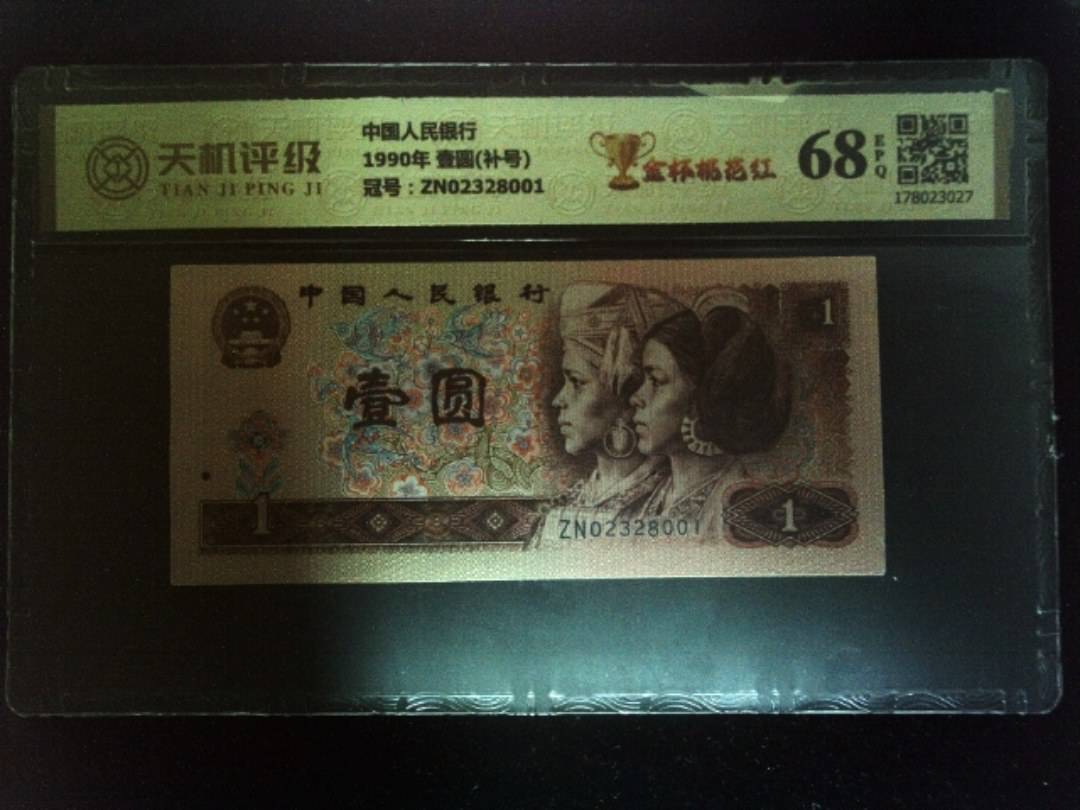 天机评级
TIAN JI PING JI
中国人民银行
1990年 壹圆(补号)
冠号：ZN02328001
金杯桃花红
68
EPQ
178023027
中国人民银行
1
壹圆
1
ZN02328001
1